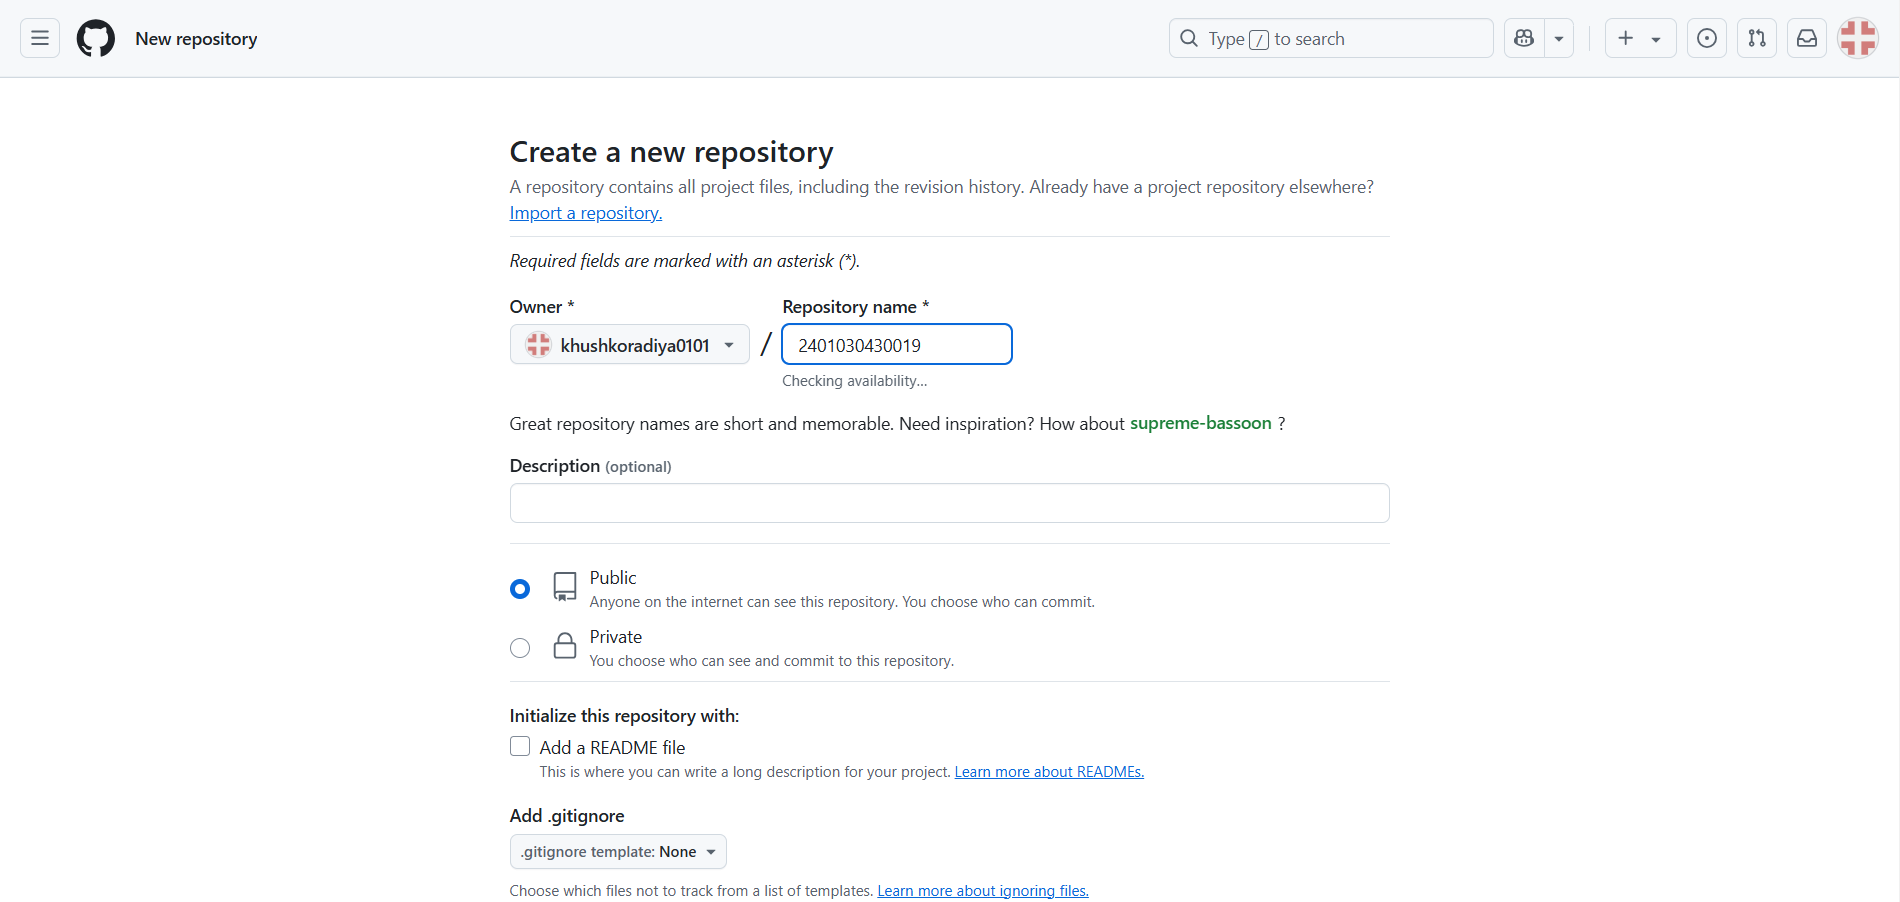 New repository
Type / to search
Create a new repository
A repository contains all project files, including the revision history. Already have a project repository elsewhere?
Import a repository.
Required fields are marked with an asterisk (*).
Owner *
Repository name *
khushkoradiya0101
/
2401030430019
Checking availability...
Great repository names are short and memorable. Need inspiration? How about supreme-bassoon ?
Description (optional)
Public
Anyone on the internet can see this repository. You choose who can commit.
Private
You choose who can see and commit to this repository.
Initialize this repository with:
Add a README file
This is where you can write a long description for your project. Learn more about READMEs.
Add .gitignore
.gitignore template: None
Choose which files not to track from a list of templates. Learn more about ignoring files.